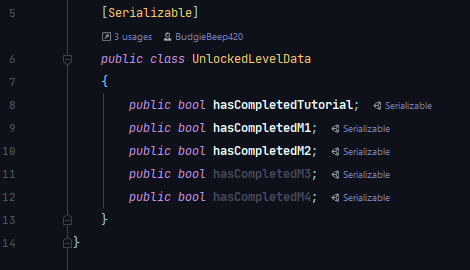 5 [Serializable]
3 usages BudgieBeep420
6 public class UnlockedLevelData
7 {
8 public bool hasCompletedTutorial; Serializable
9 public bool hasCompletedM1; Serializable
10 public bool hasCompletedM2; Serializable
11 public bool hasCompletedM3; Serializable
12 public bool hasCompletedM4; Serializable
13 }
14 }